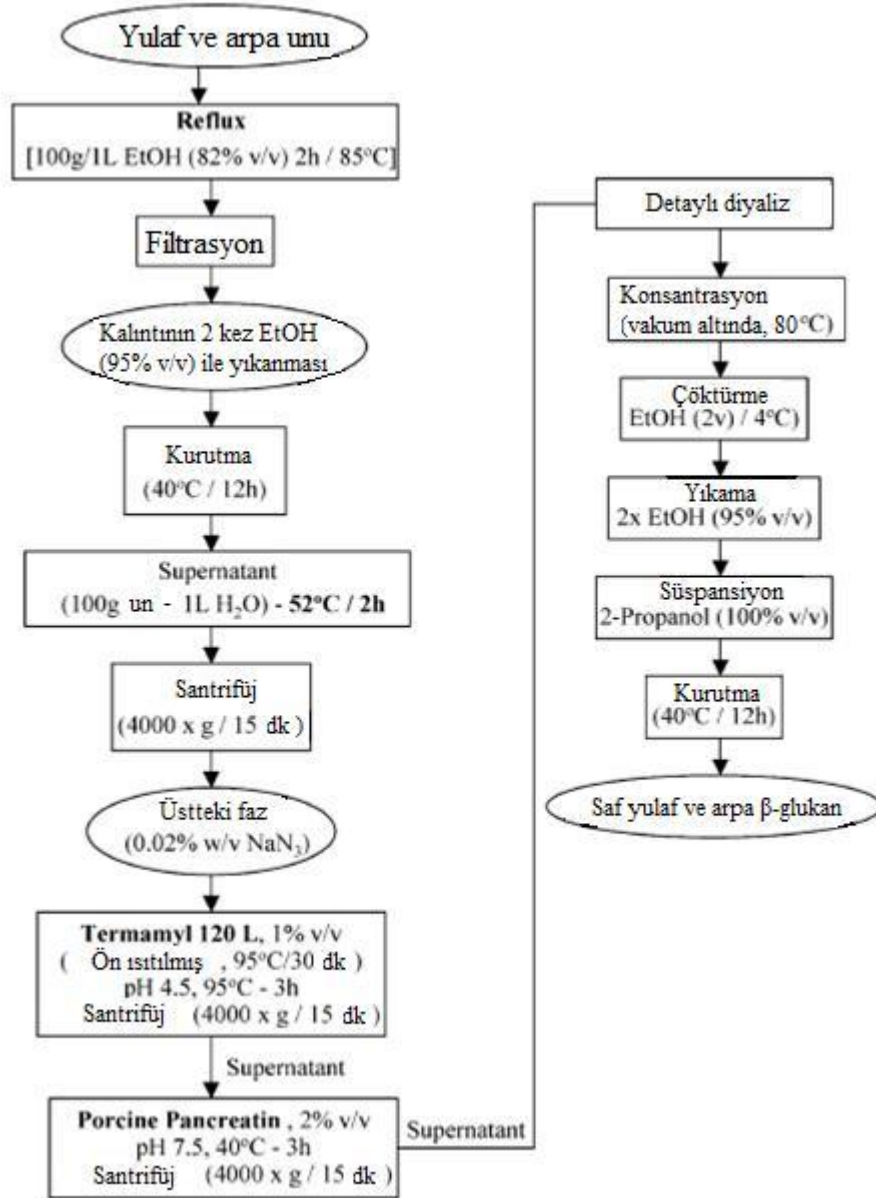 Yulaf ve arpa unu
Reflux
[100g/1L EtOH (82% v/v) 2h / 85°C]
Filtrasyon
Kalıntının 2 kez EtOH
(95% v/v) ile yıkanması
Kurutma
(40°C / 12h)
Supernatant
(100g un - 1L H₂O) - 52°C / 2h
Santrifüj
(4000 x g / 15 dk )
Üstteki faz
(0.02% w/v NaN₃)
Termamyl 120 L, 1% v/v
( Ön ısıtılmış , 95°C/30 dk )
pH 4.5, 95°C - 3h
Santrifüj (4000 x g / 15 dk )
Supernatant
Porcine Pancreatin , 2% v/v
pH 7.5, 40°C - 3h
Santrifüj (4000 x g / 15 dk )
Supernatant
Detaylı diyaliz
Konsantrasyon
(vakum altında, 80°C)
Çöktürme
EtOH (2v) / 4°C)
Yıkama
2x EtOH (95% v/v)
Süspansiyon
2-Propanol (100% v/v)
Kurutma
(40°C / 12h)
Saf yulaf ve arpa β-glukan